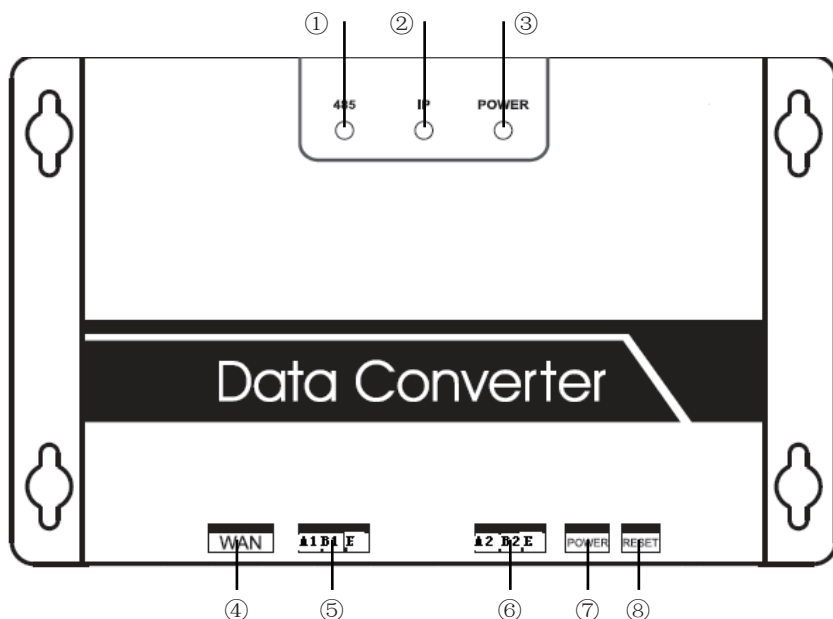 ① ② ③
485 IP POWER
Data Converter
WAN A1 B1 E A2 B2 E POWER RESET
④ ⑤ ⑥ ⑦ ⑧